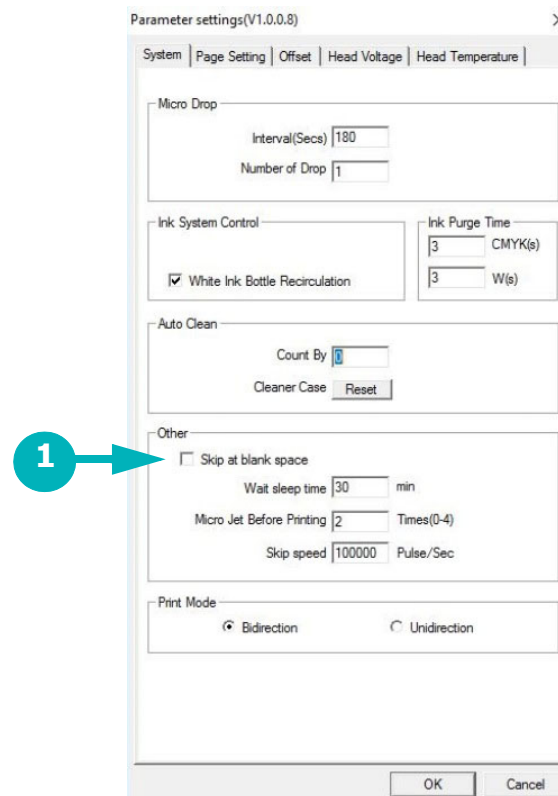 Parameter settings(V1.0.0.8)
System Page Setting Offset Head Voltage Head Temperature
Micro Drop
Interval(Secs) 180
Number of Drop 1
Ink System Control Ink Purge Time
3 CMYK(s)
White Ink Bottle Recirculation 3 W(s)
Auto Clean
Count By 0
Cleaner Case Reset
Other
1 Skip at blank space
Wait sleep time 30 min
Micro Jet Before Printing 2 Times(0-4)
Skip speed 100000 Pulse/Sec
Print Mode
Bidirection Unidirection
OK Cancel